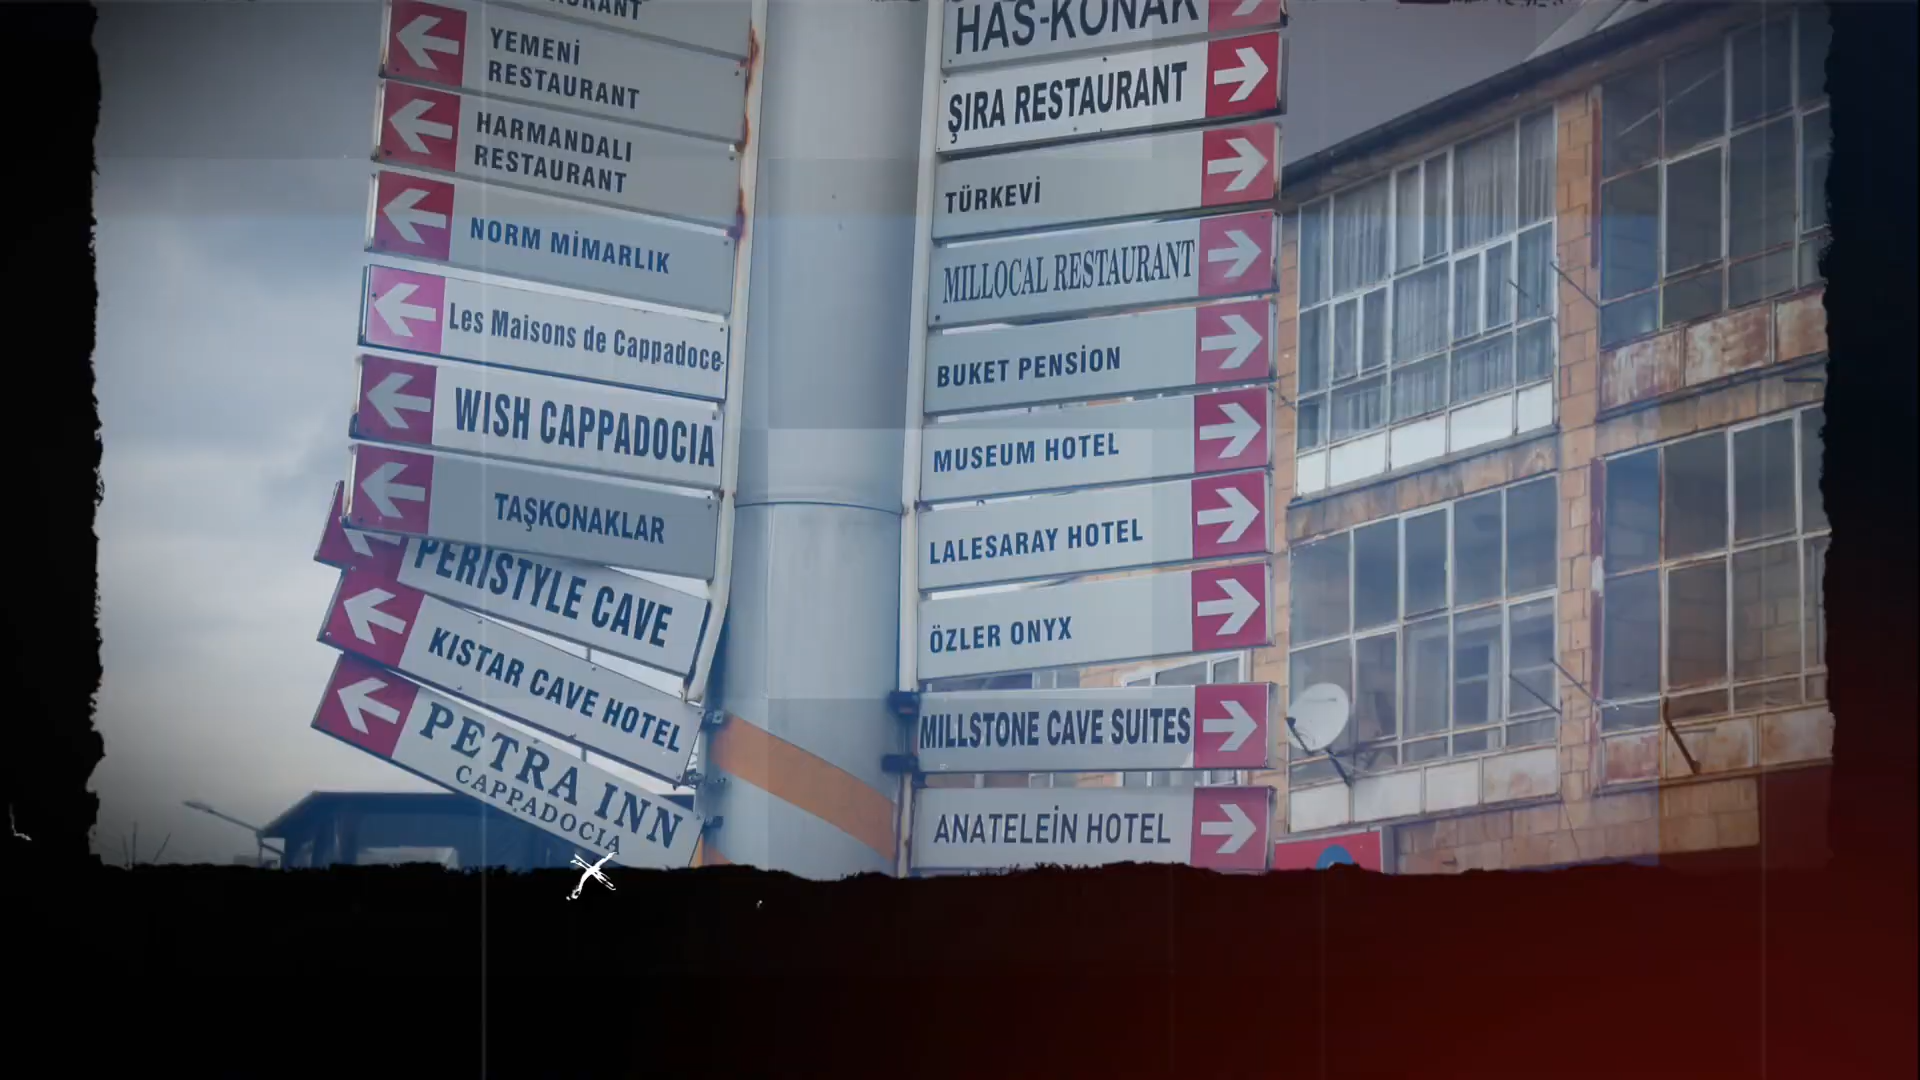 RESTAURANT
YEMENİ
RESTAURANT
HARMANDALI
RESTAURANT
NORM MİMARLIK
Les Maisons de Cappadoce
WISH CAPPADOCIA
TAŞKONAKLAR
PERISTYLE CAVE
KISTAR CAVE HOTEL
PETRA INN
CAPPADOCIA
HAS-KONAK
ŞIRA RESTAURANT
TÜRKEVİ
MILLOCAL RESTAURANT
BUKET PENSİON
MUSEUM HOTEL
LALESARAY HOTEL
ÖZLER ONYX
MILLSTONE CAVE SUITES
ANATELEİN HOTEL